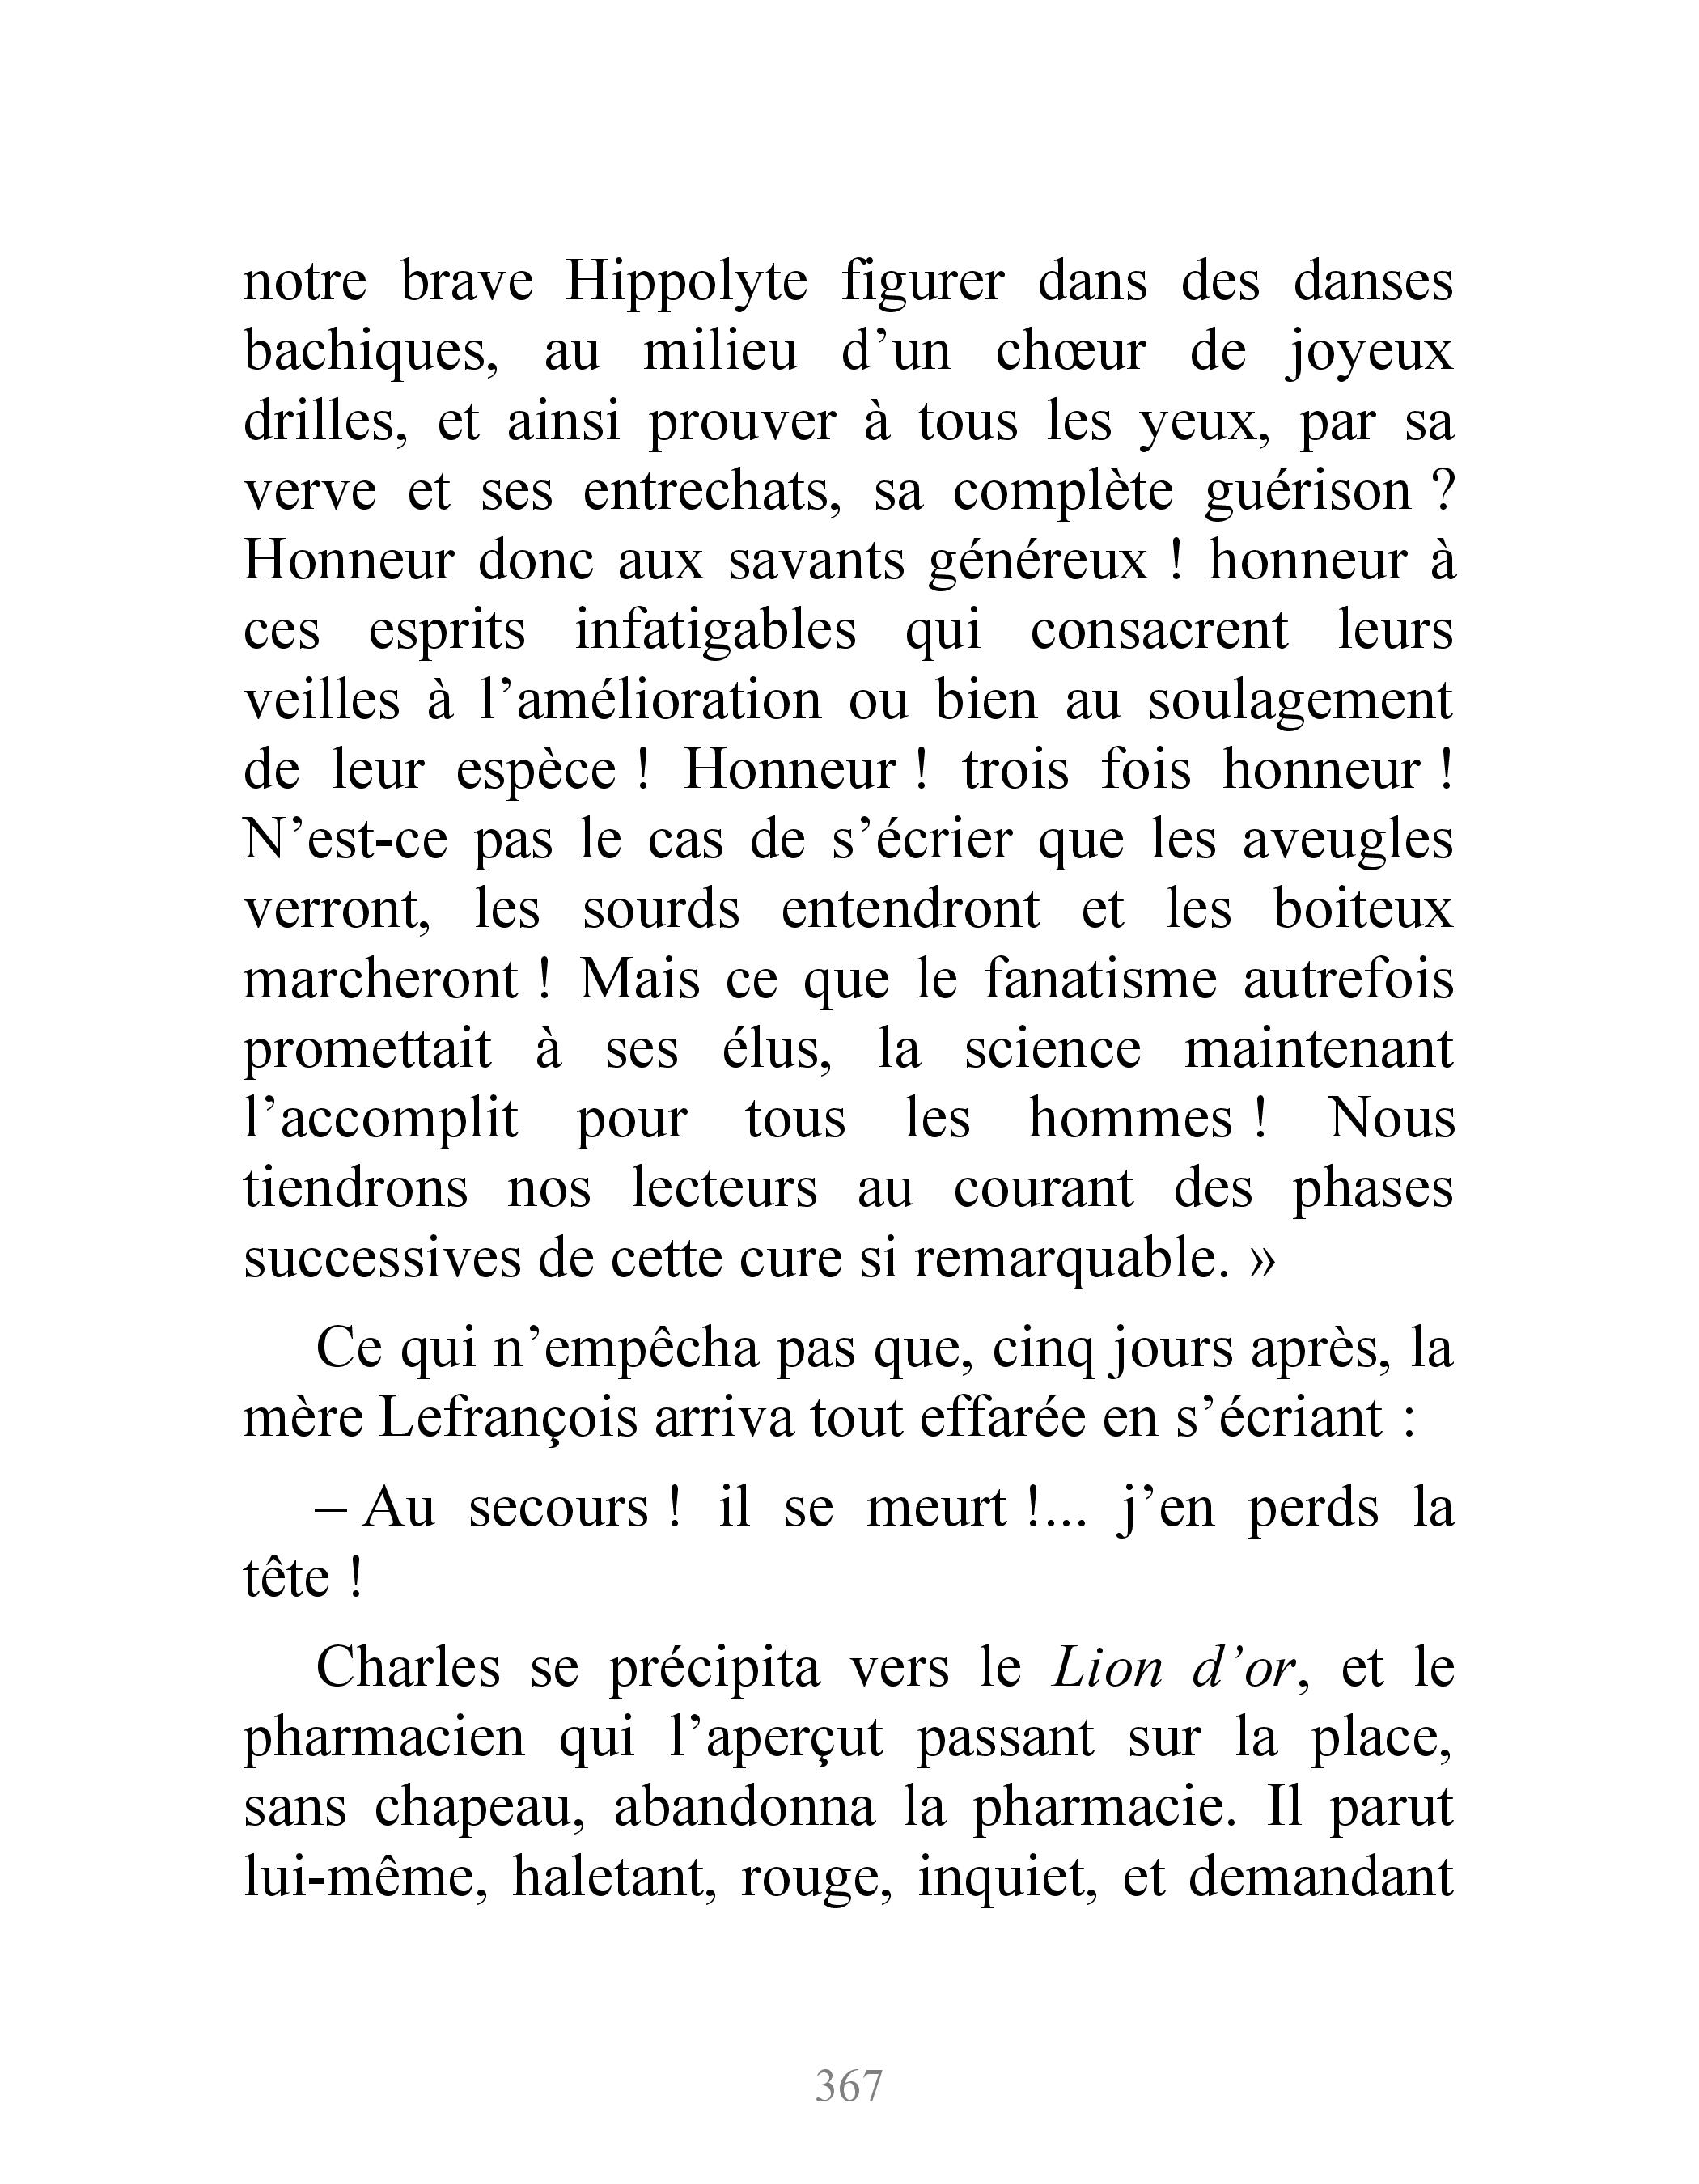 notre brave Hippolyte figurer dans des danses
bachiques, au milieu d’un chœur de joyeux
drilles, et ainsi prouver à tous les yeux, par sa
verve et ses entrechats, sa complète guérison ?
Honneur donc aux savants généreux ! honneur à
ces esprits infatigables qui consacrent leurs
veilles à l’amélioration ou bien au soulagement
de leur espèce ! Honneur ! trois fois honneur !
N’est-ce pas le cas de s’écrier que les aveugles
verront, les sourds entendront et les boiteux
marcheront ! Mais ce que le fanatisme autrefois
promettait à ses élus, la science maintenant
l’accomplit pour tous les hommes ! Nous
tiendrons nos lecteurs au courant des phases
successives de cette cure si remarquable. »
Ce qui n’empêcha pas que, cinq jours après, la
mère Lefrançois arriva tout effarée en s’écriant :
– Au secours ! il se meurt !... j’en perds la
tête !
Charles se précipita vers le Lion d’or, et le
pharmacien qui l’aperçut passant sur la place,
sans chapeau, abandonna la pharmacie. Il parut
lui-même, haletant, rouge, inquiet, et demandant
367